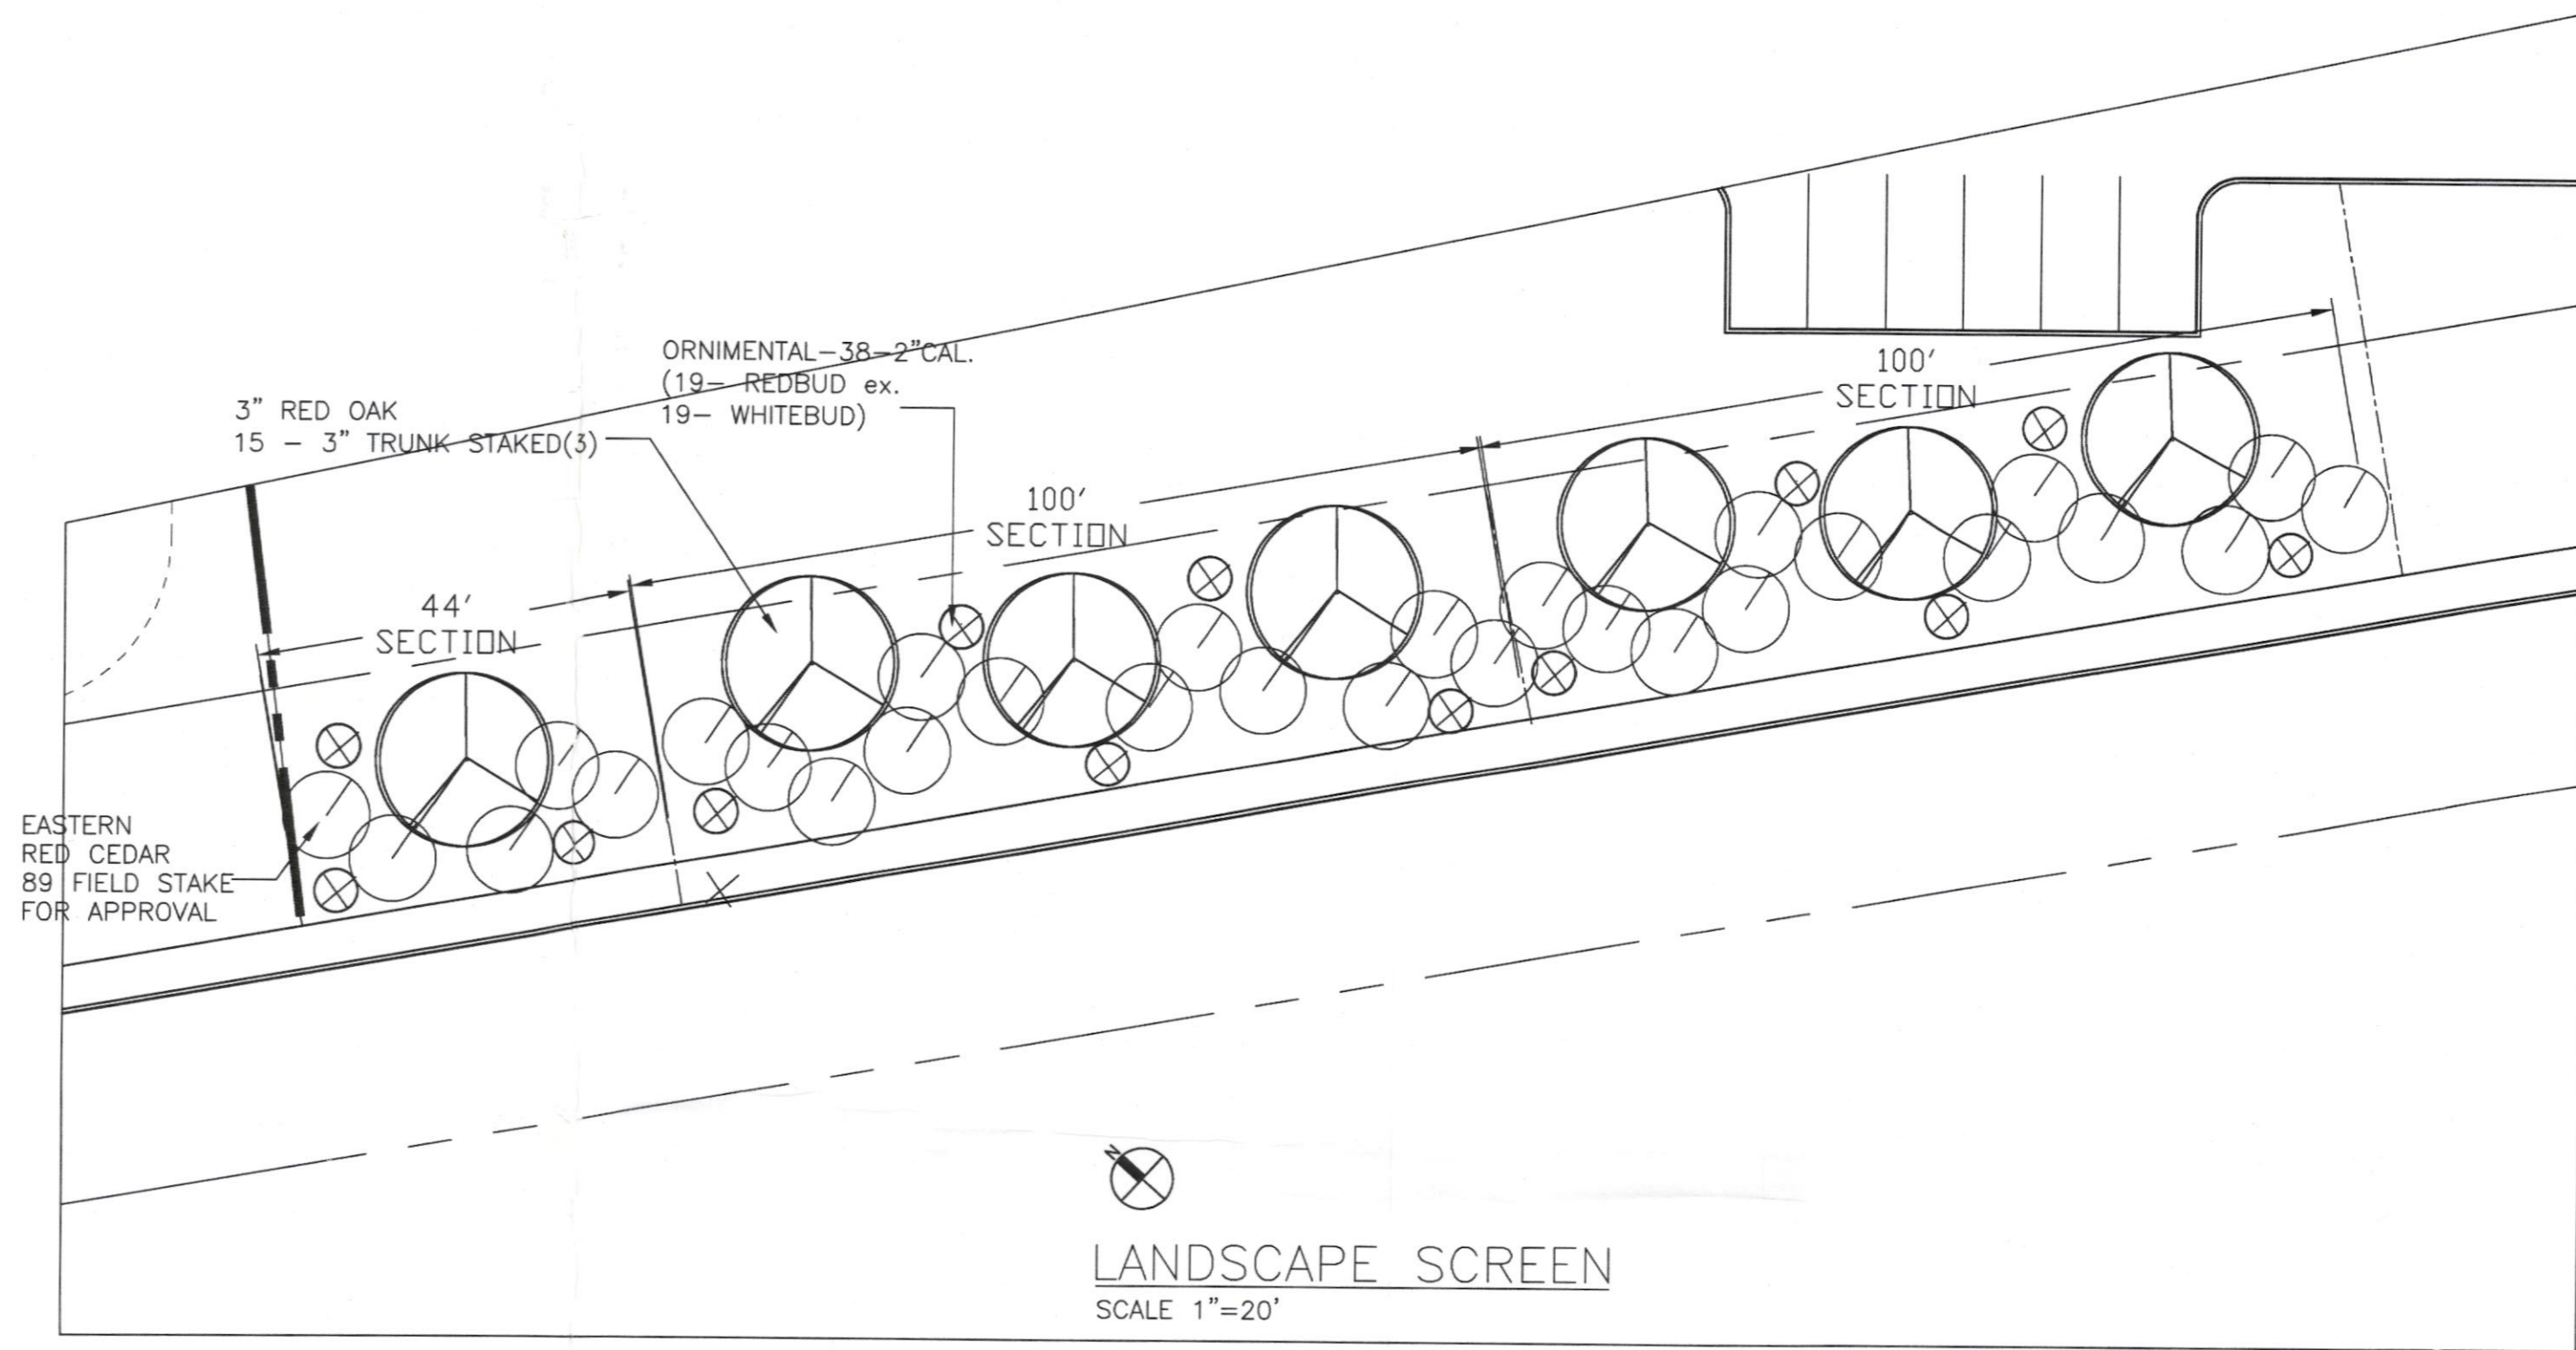 ORNIMENTAL-38-2"CAL.
(19- REDBUD ex.
19- WHITEBUD)
3" RED OAK
15 - 3" TRUNK STAKED(3)
100'
SECTION
100'
SECTION
44'
SECTION
EASTERN
RED CEDAR
89 FIELD STAKE
FOR APPROVAL
N
LANDSCAPE SCREEN
SCALE 1"=20'